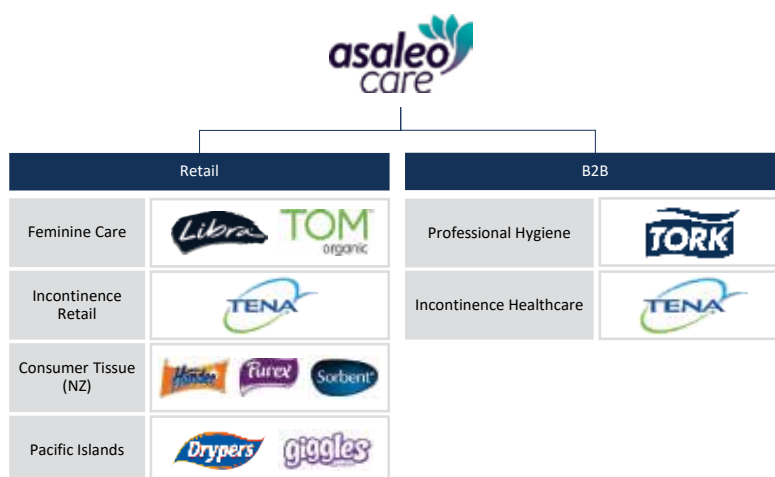 asaleo
care
Retail
B2B
Feminine Care
Libra
TOM
organic
Professional Hygiene
TORK
Incontinence
Retail
TENA
Incontinence Healthcare
TENA
Consumer Tissue
(NZ)
Handee
Purex
Sorbent
Pacific Islands
Drypers
giggles